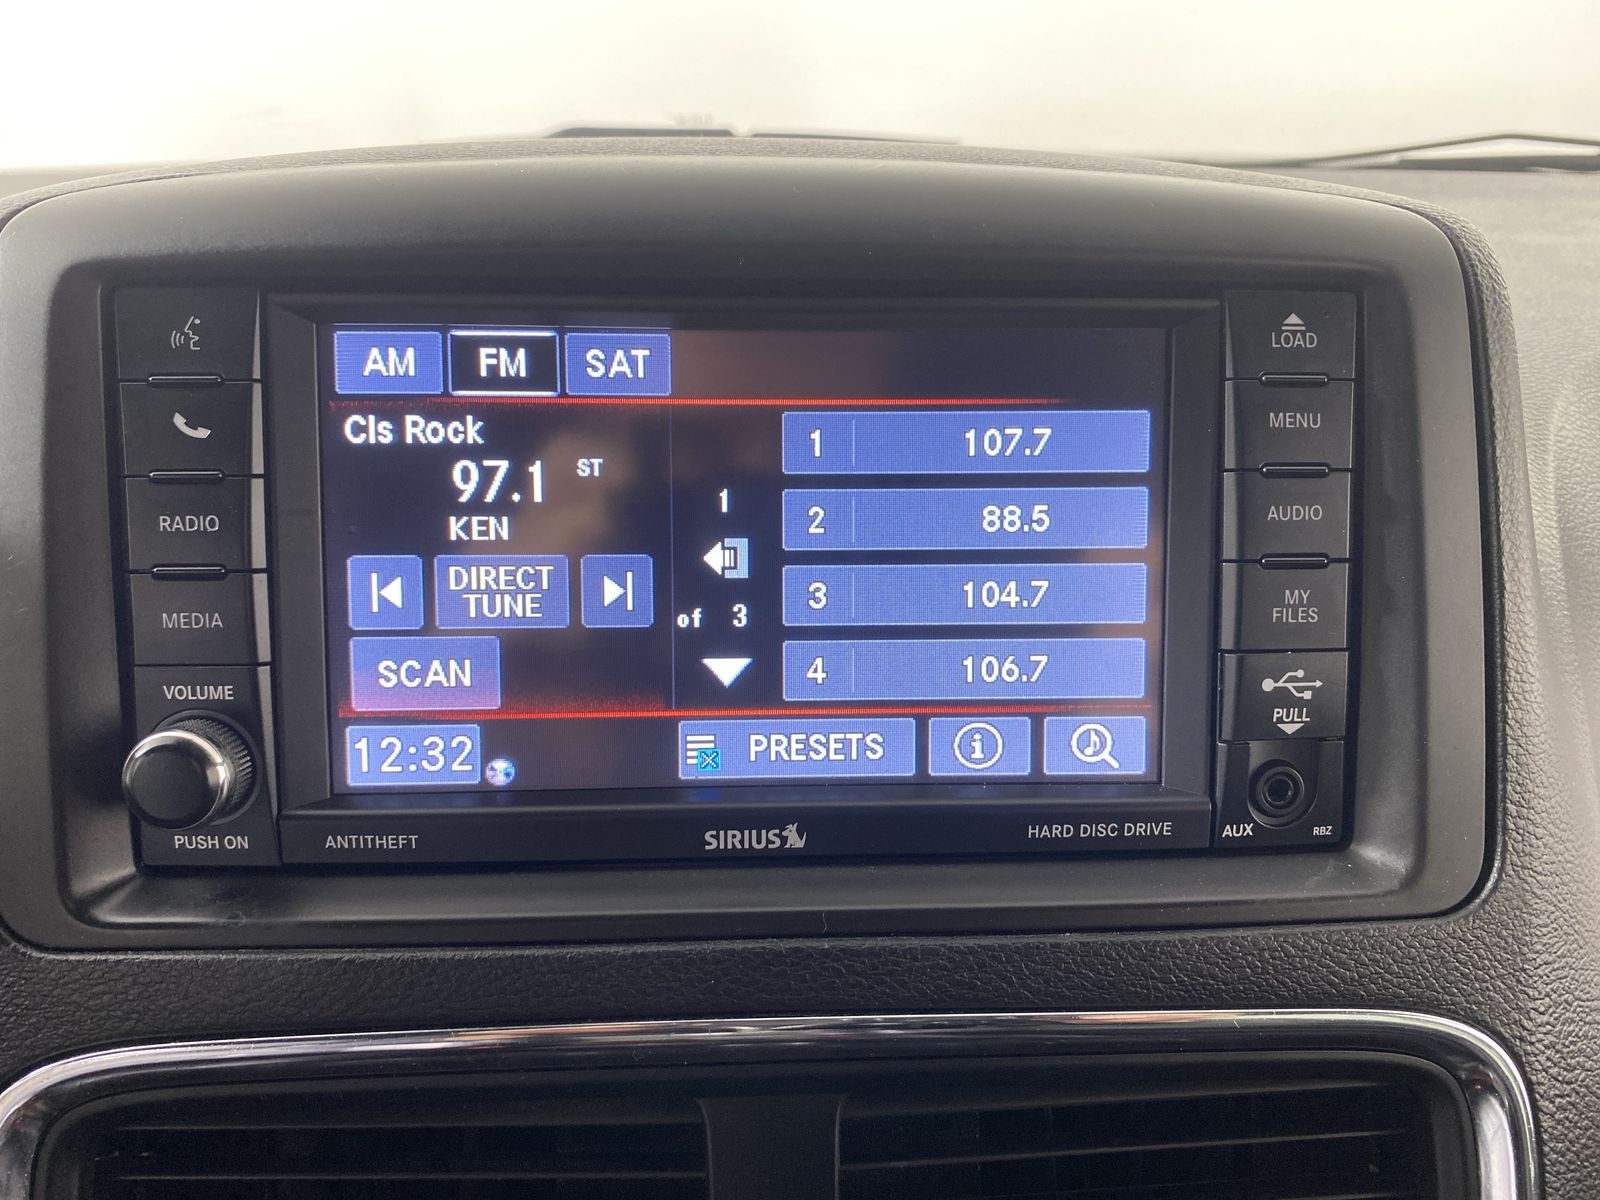 AM FM SAT
Cls Rock
97.1 ST
KEN
DIRECT
TUNE
SCAN
1
of 3
1 107.7
2 88.5
3 104.7
4 106.7
12:32
PRESETS
i
RADIO
MEDIA
VOLUME
PUSH ON
LOAD
MENU
AUDIO
MY
FILES
PULL
AUX
RBZ
ANTITHEFT
SIRIUS
HARD DISC DRIVE